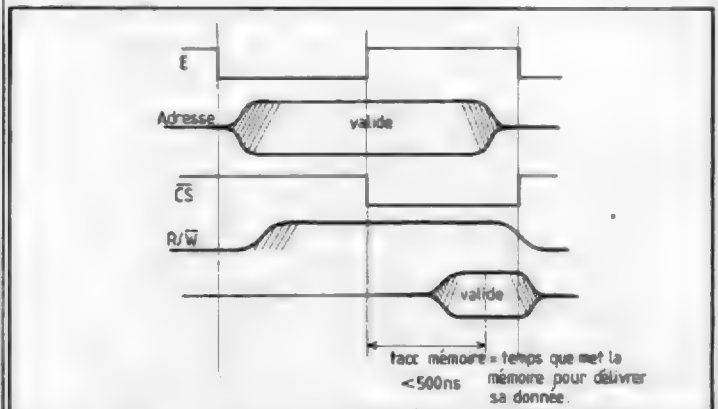 E
Adresse
valide
CS
R/W
valide
tacc mémoire = temps que met la
<500ns mémoire pour délivrer
sa donnée.